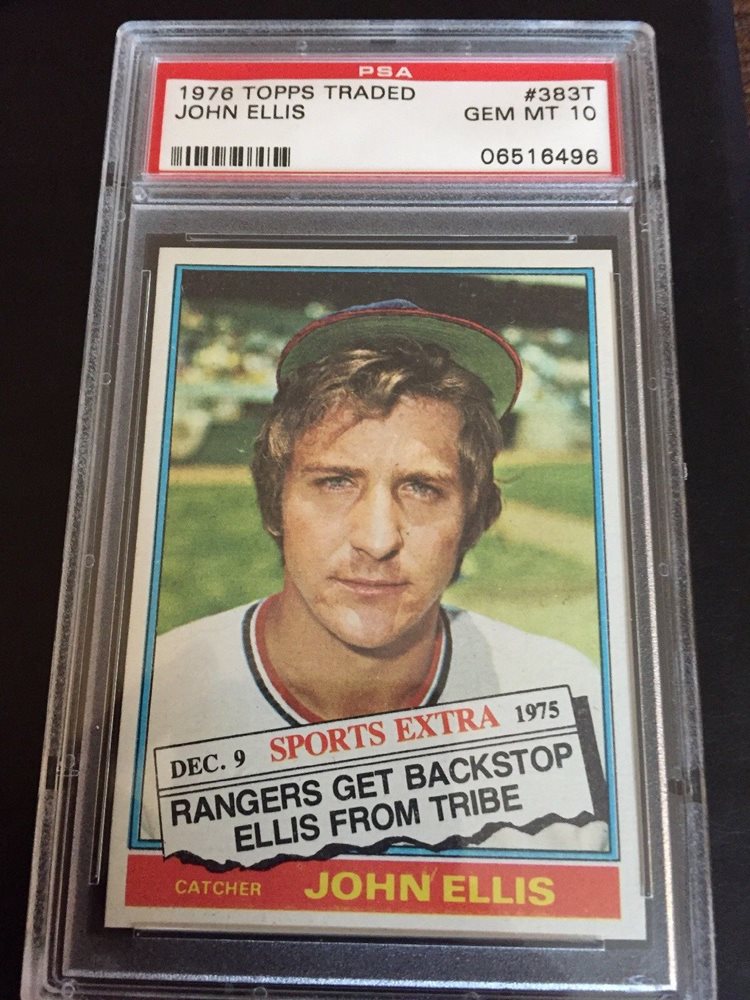 PSA
1976 TOPPS TRADED #383T
JOHN ELLIS GEM MT 10
06516496
DEC. 9 SPORTS EXTRA 1975
RANGERS GET BACKSTOP
ELLIS FROM TRIBE
CATCHER JOHN ELLIS